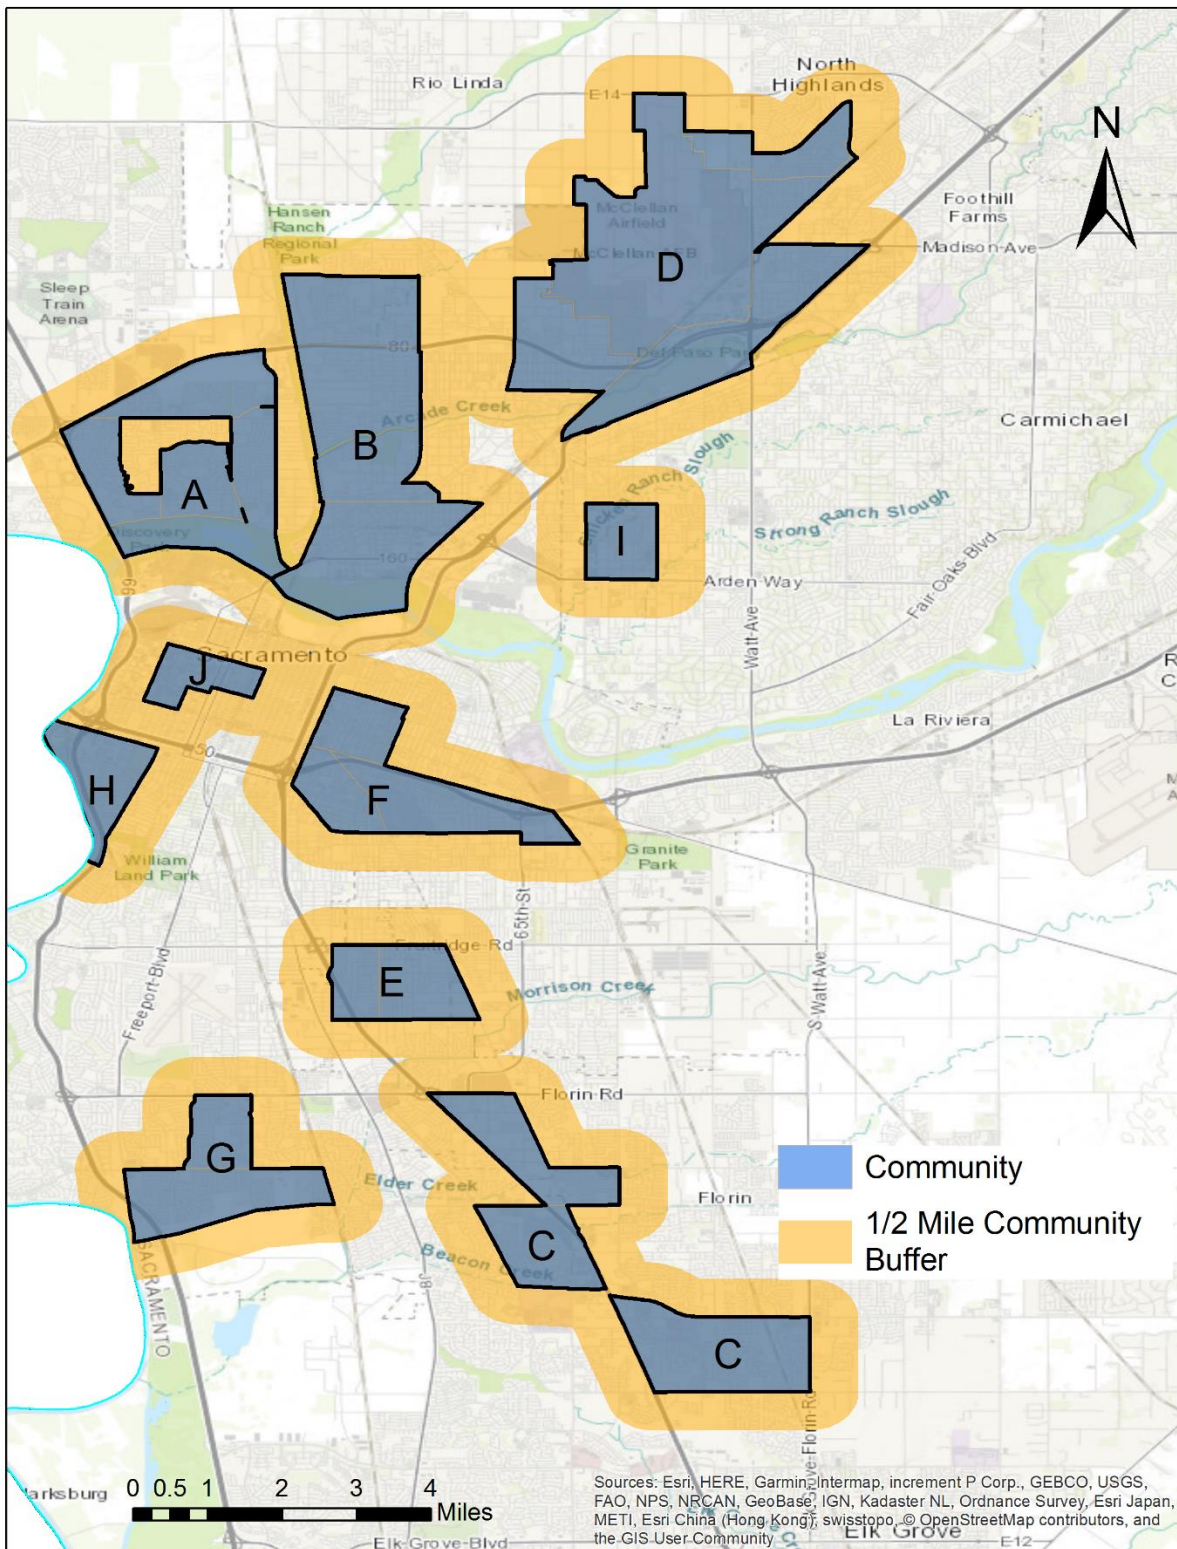 North
Highlands
Rio Linda
E14
N
Foothill
Farms
McClellan
Airfield
Hansen
Ranch
Regional
Park
Madison-Ave
McClellan AFB
D
Sleep
Train
Arena
80
Del Paso Park
Arcade Creek
Carmichael
B
A
Chicken Ranch Slough
Strong Ranch Slough
Discovery
Park
I
160
Arden Way
99
Fair-Oaks-Blvd
Watt-Ave
Sacramento
J
La Riviera
50
H
F
William
Land Park
Granite
Park
65th-St
Fruitridge Rd
E
Morrison Creek
Freeport-Blvd
S-Watt-Ave
Florin Rd
G
Community
Elder Creek
Florin
1/2 Mile Community
Buffer
C
Beacon Creek
J8
SACRAMENTO
C
Elk-Grove-Florin-Rd
0 0.5 1 2 3 4
Miles
Sources: Esri, HERE, Garmin, Intermap, increment P Corp., GEBCO, USGS,
FAO, NPS, NRCAN, GeoBase, IGN, Kadaster NL, Ordnance Survey, Esri Japan,
METI, Esri China (Hong Kong), swisstopo, © OpenStreetMap contributors, and
the GIS User Community
Elk Grove
Elk-Grove-Blvd
E12